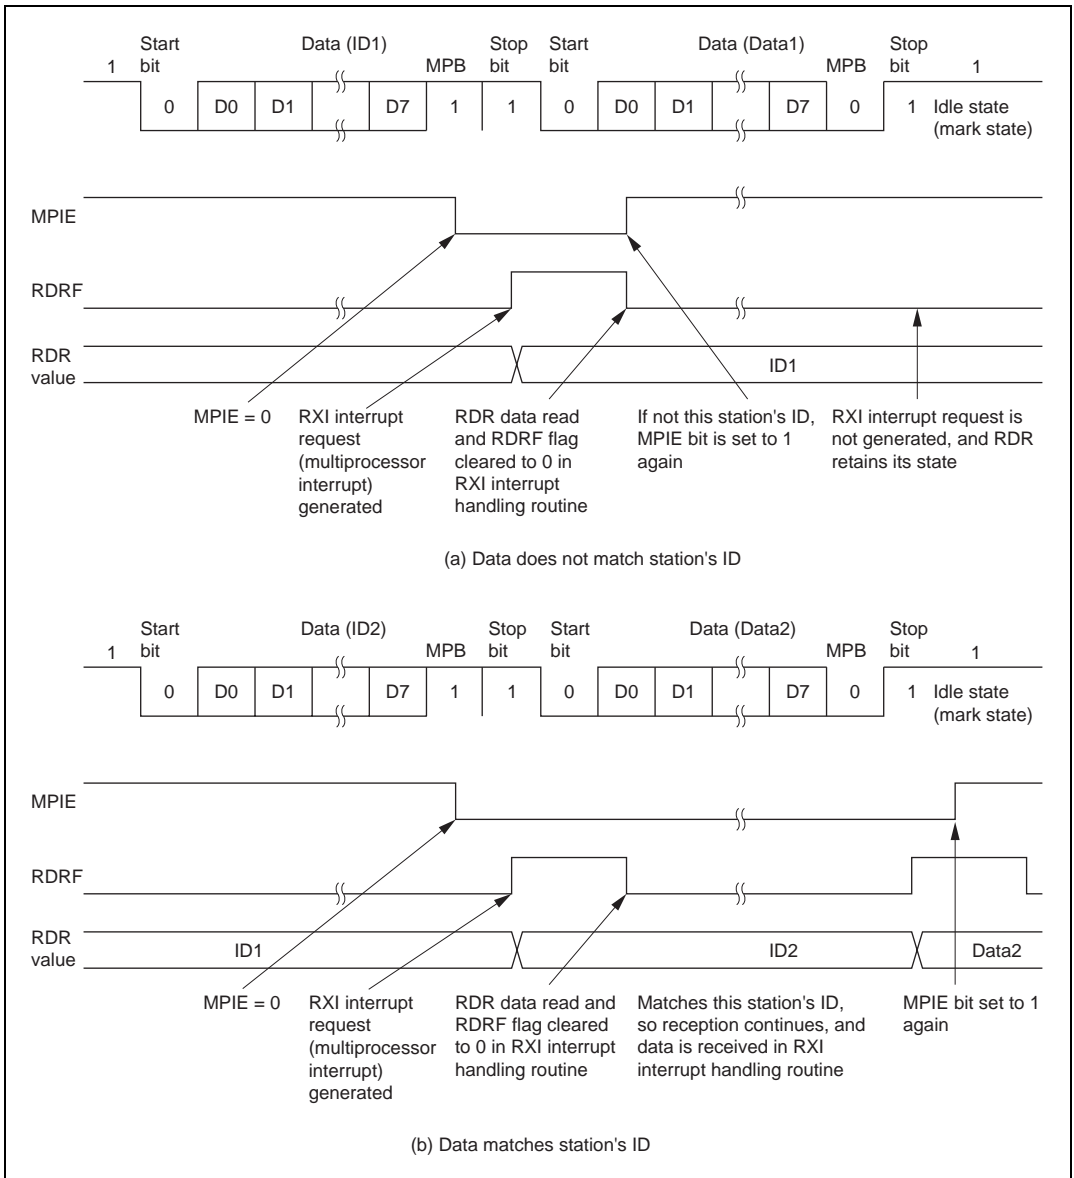 Start bit Data (ID1) MPB Stop bit Start bit Data (Data1) MPB Stop bit
1 1
0 D0 D1 D7 1 1 0 D0 D1 D7 0 1 Idle state
(mark state)
MPIE
RDRF
RDR
value
ID1
MPIE = 0
RXI interrupt
request
(multiprocessor
interrupt)
generated
RDR data read
and RDRF flag
cleared to 0 in
RXI interrupt
handling routine
If not this station's ID,
MPIE bit is set to 1
again
RXI interrupt request is
not generated, and RDR
retains its state
(a) Data does not match station's ID
Start bit Data (ID2) MPB Stop bit Start bit Data (Data2) MPB Stop bit
1 1
0 D0 D1 D7 1 1 0 D0 D1 D7 0 1 Idle state
(mark state)
MPIE
RDRF
RDR
value
ID1 ID2 Data2
MPIE = 0
RXI interrupt
request
(multiprocessor
interrupt)
generated
RDR data read and
RDRF flag cleared
to 0 in RXI interrupt
handling routine
Matches this station's ID,
so reception continues, and
data is received in RXI
interrupt handling routine
MPIE bit set to 1
again
(b) Data matches station's ID